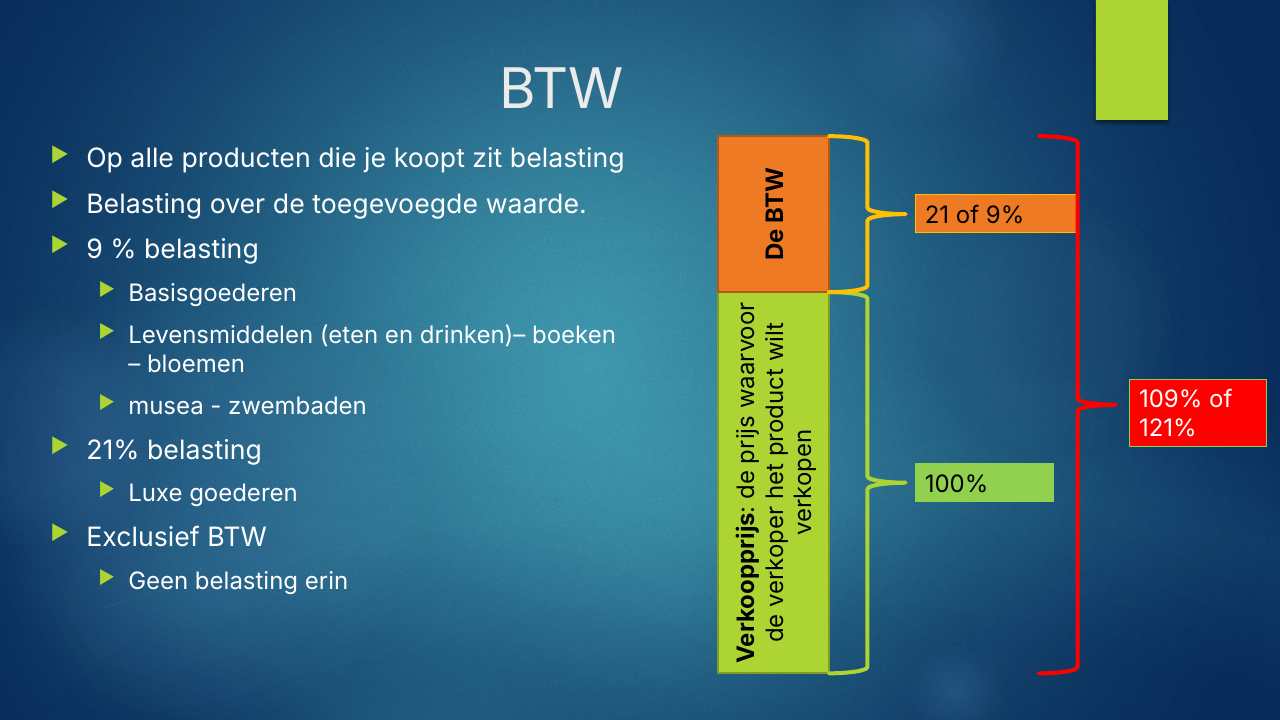 BTW
Op alle producten die je koopt zit belasting
Belasting over de toegevoegde waarde.
9 % belasting
Basisgoederen
Levensmiddelen (eten en drinken)– boeken
– bloemen
musea - zwembaden
21% belasting
Luxe goederen
Exclusief BTW
Geen belasting erin
De BTW
Verkoopprijs: de prijs waarvoor
de verkoper het product wilt
verkopen
21 of 9%
100%
109% of
121%